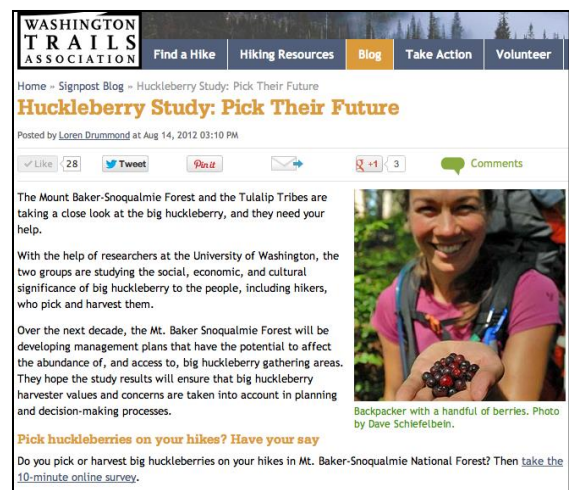 WASHINGTON
TRAILS
ASSOCIATION
Find a Hike
Hiking Resources
Blog
Take Action
Volunteer
Home » Signpost Blog » Huckleberry Study: Pick Their Future
Huckleberry Study: Pick Their Future
Posted by Loren Drummond at Aug 14, 2012 03:10 PM
Like 28
Tweet
Pin it
+1 3
Comments
The Mount Baker-Snoqualmie Forest and the Tulalip Tribes are
taking a close look at the big huckleberry, and they need your
help.
With the help of researchers at the University of Washington, the
two groups are studying the social, economic, and cultural
significance of big huckleberry to the people, including hikers,
who pick and harvest them.
Over the next decade, the Mt. Baker Snoqualmie Forest will be
developing management plans that have the potential to affect
the abundance of, and access to, big huckleberry gathering areas.
They hope the study results will ensure that big huckleberry
harvester values and concerns are taken into account in planning
and decision-making processes.
Backpacker with a handful of berries. Photo
by Dave Schiefelbein.
Pick huckleberries on your hikes? Have your say
Do you pick or harvest big huckleberries on your hikes in Mt. Baker-Snoqualmie National Forest? Then take the
10-minute online survey.